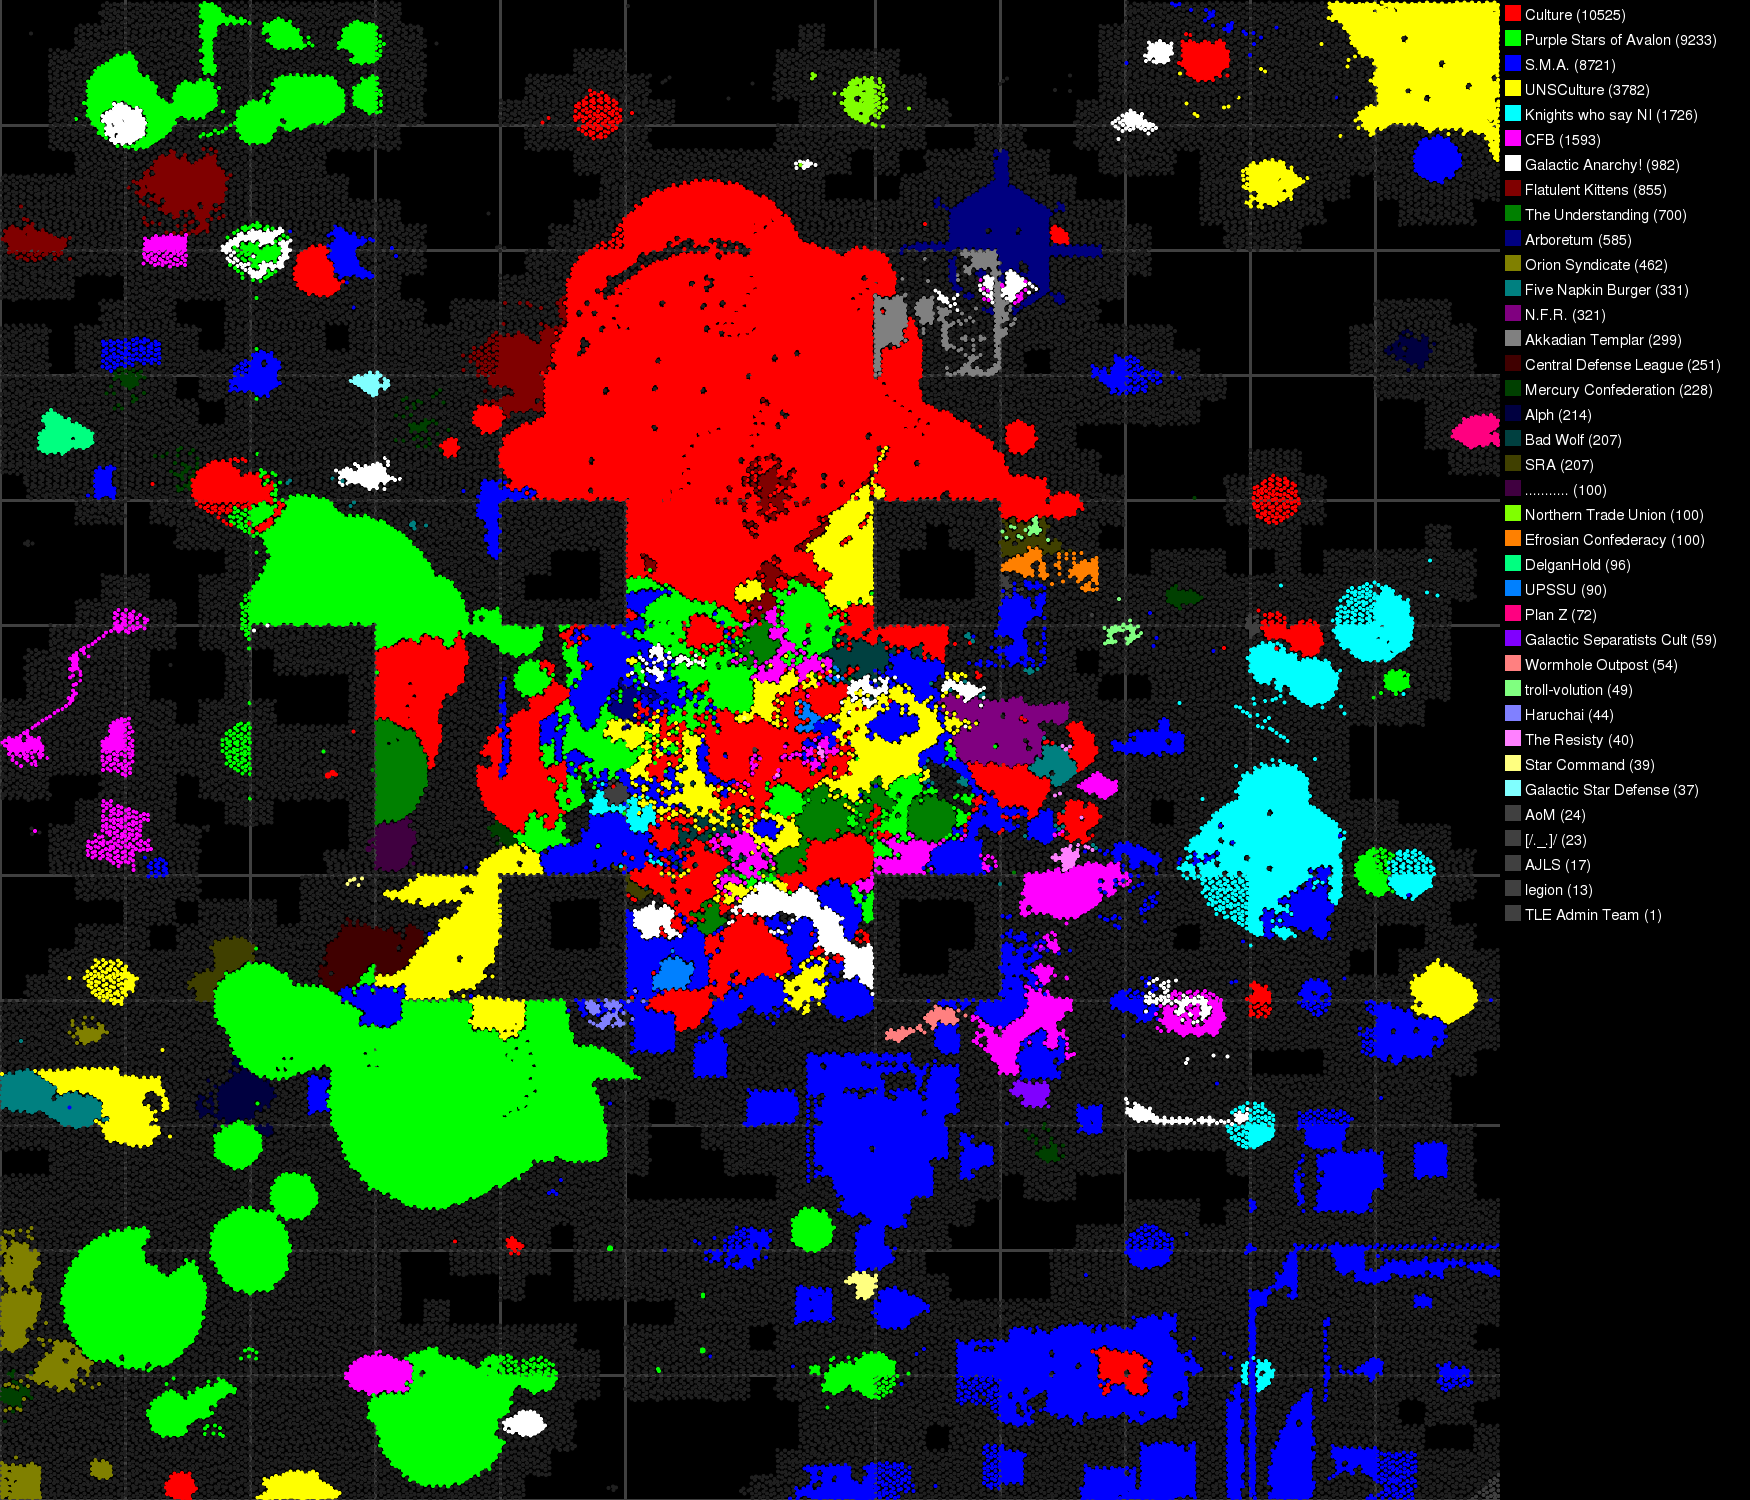 Culture (10525)
Purple Stars of Avalon (9233)
S.M.A. (8721)
UNSCulture (3782)
Knights who say NI (1726)
CFB (1593)
Galactic Anarchy! (982)
Flatulent Kittens (855)
The Understanding (700)
Arboretum (585)
Orion Syndicate (462)
Five Napkin Burger (331)
N.F.R. (321)
Akkadian Templar (299)
Central Defense League (251)
Mercury Confederation (228)
Alph (214)
Bad Wolf (207)
SRA (207)
.......... (100)
Northern Trade Union (100)
Efrosian Confederacy (100)
DelganHold (96)
UPSSU (90)
Plan Z (72)
Galactic Separatists Cult (59)
Wormhole Outpost (54)
troll-volution (49)
Haruchai (44)
The Resisty (40)
Star Command (39)
Galactic Star Defense (37)
AoM (24)
[/._.]/ (23)
AJLS (17)
legion (13)
TLE Admin Team (1)